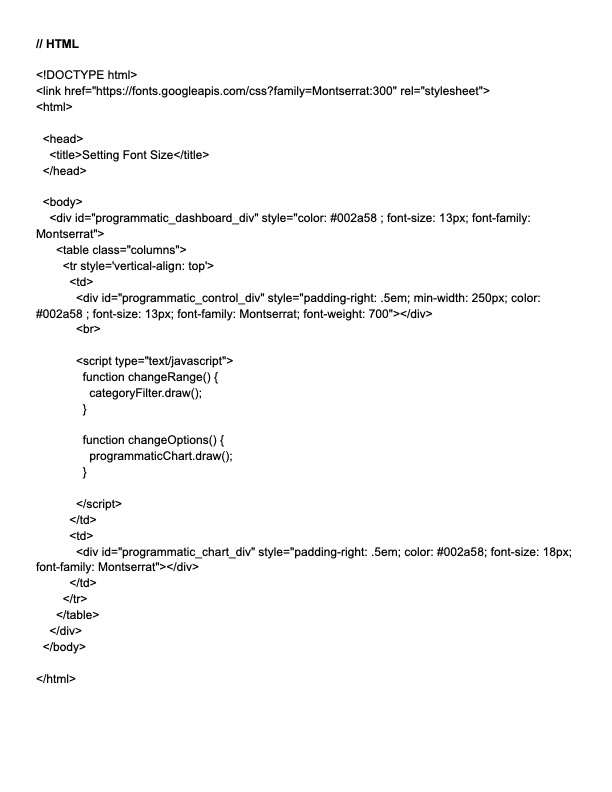 // HTML
<!DOCTYPE html>
<link href="https://fonts.googleapis.com/css?family=Montserrat:300" rel="stylesheet">
<html>
<head>
<title>Setting Font Size</title>
</head>
<body>
<div id="programmatic_dashboard_div" style="color: #002a58 ; font-size: 13px; font-family:
Montserrat">
<table class="columns">
<tr style='vertical-align: top'>
<td>
<div id="programmatic_control_div" style="padding-right: .5em; min-width: 250px; color:
#002a58 ; font-size: 13px; font-family: Montserrat; font-weight: 700"></div>
<br>
<script type="text/javascript">
function changeRange() {
categoryFilter.draw();
}
function changeOptions() {
programmaticChart.draw();
}
</script>
</td>
<td>
<div id="programmatic_chart_div" style="padding-right: .5em; color: #002a58; font-size: 18px;
font-family: Montserrat"></div>
</td>
</tr>
</table>
</div>
</body>
</html>